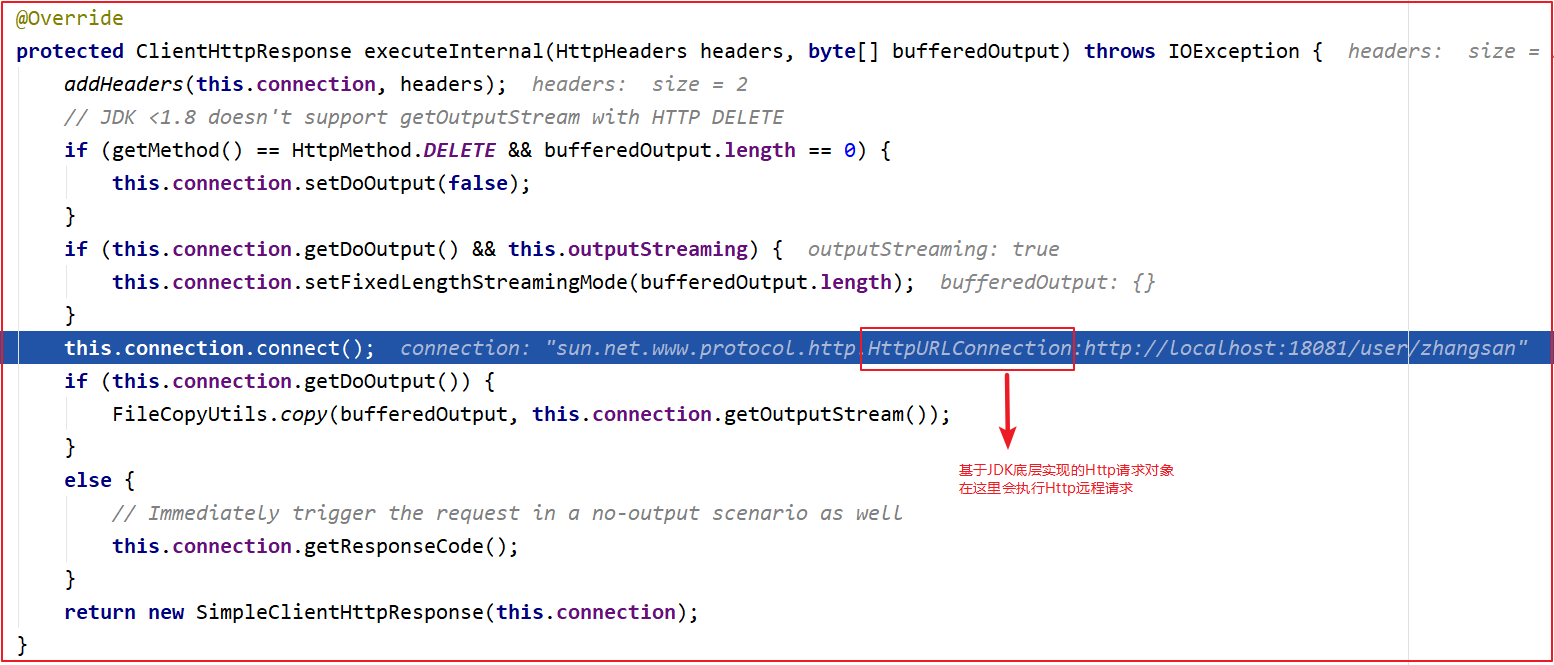 @Override
protected ClientHttpResponse executeInternal(HttpHeaders headers, byte[] bufferedOutput) throws IOException {  headers:  size =
    addHeaders(this.connection, headers);  headers:  size = 2
    // JDK <1.8 doesn't support getOutputStream with HTTP DELETE
    if (getMethod() == HttpMethod.DELETE && bufferedOutput.length == 0) {
        this.connection.setDoOutput(false);
    }
    if (this.connection.getDoOutput() && this.outputStreaming) {  outputStreaming: true
        this.connection.setFixedLengthStreamingMode(bufferedOutput.length);  bufferedOutput: {}
    }
    this.connection.connect();  connection: "sun.net.www.protocol.http.HttpURLConnection:http://localhost:18081/user/zhangsan"
    if (this.connection.getDoOutput()) {
        FileCopyUtils.copy(bufferedOutput, this.connection.getOutputStream());
    }
    else {
基于JDK底层实现的Http请求对象
在这里会执行Http远程请求
        // Immediately trigger the request in a no-output scenario as well
        this.connection.getResponseCode();
    }
    return new SimpleClientHttpResponse(this.connection);
}